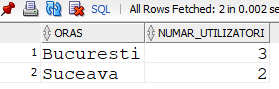 SQL | All Rows Fetched: 2 in 0.002 se
ORAS NUMAR_UTILIZATORI
1 Bucuresti 3
2 Suceava 2